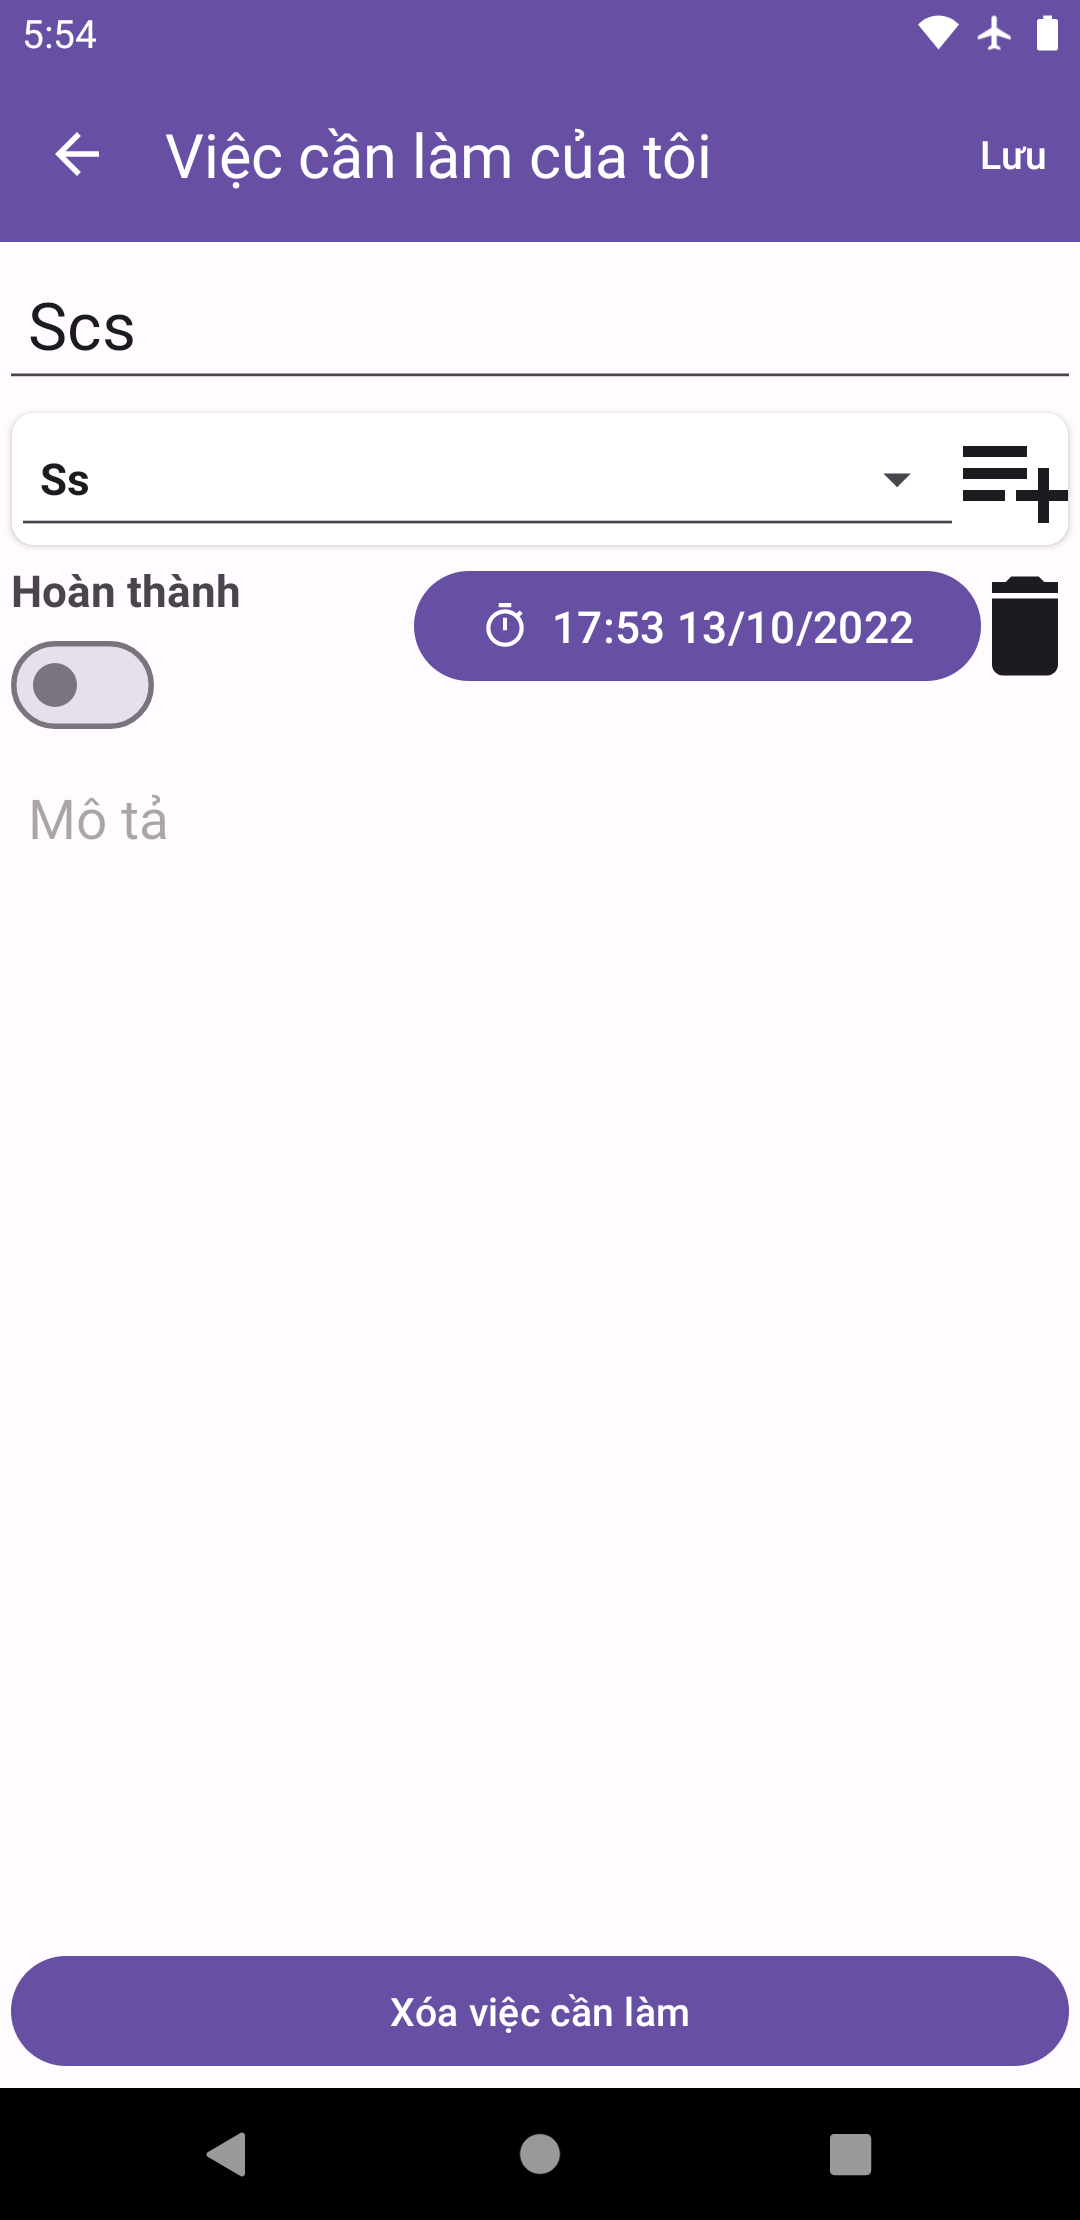 5:54
Việc cần làm của tôi
Lưu
Scs
Ss
Hoàn thành
17:53 13/10/2022
Mô tả
Xóa việc cần làm